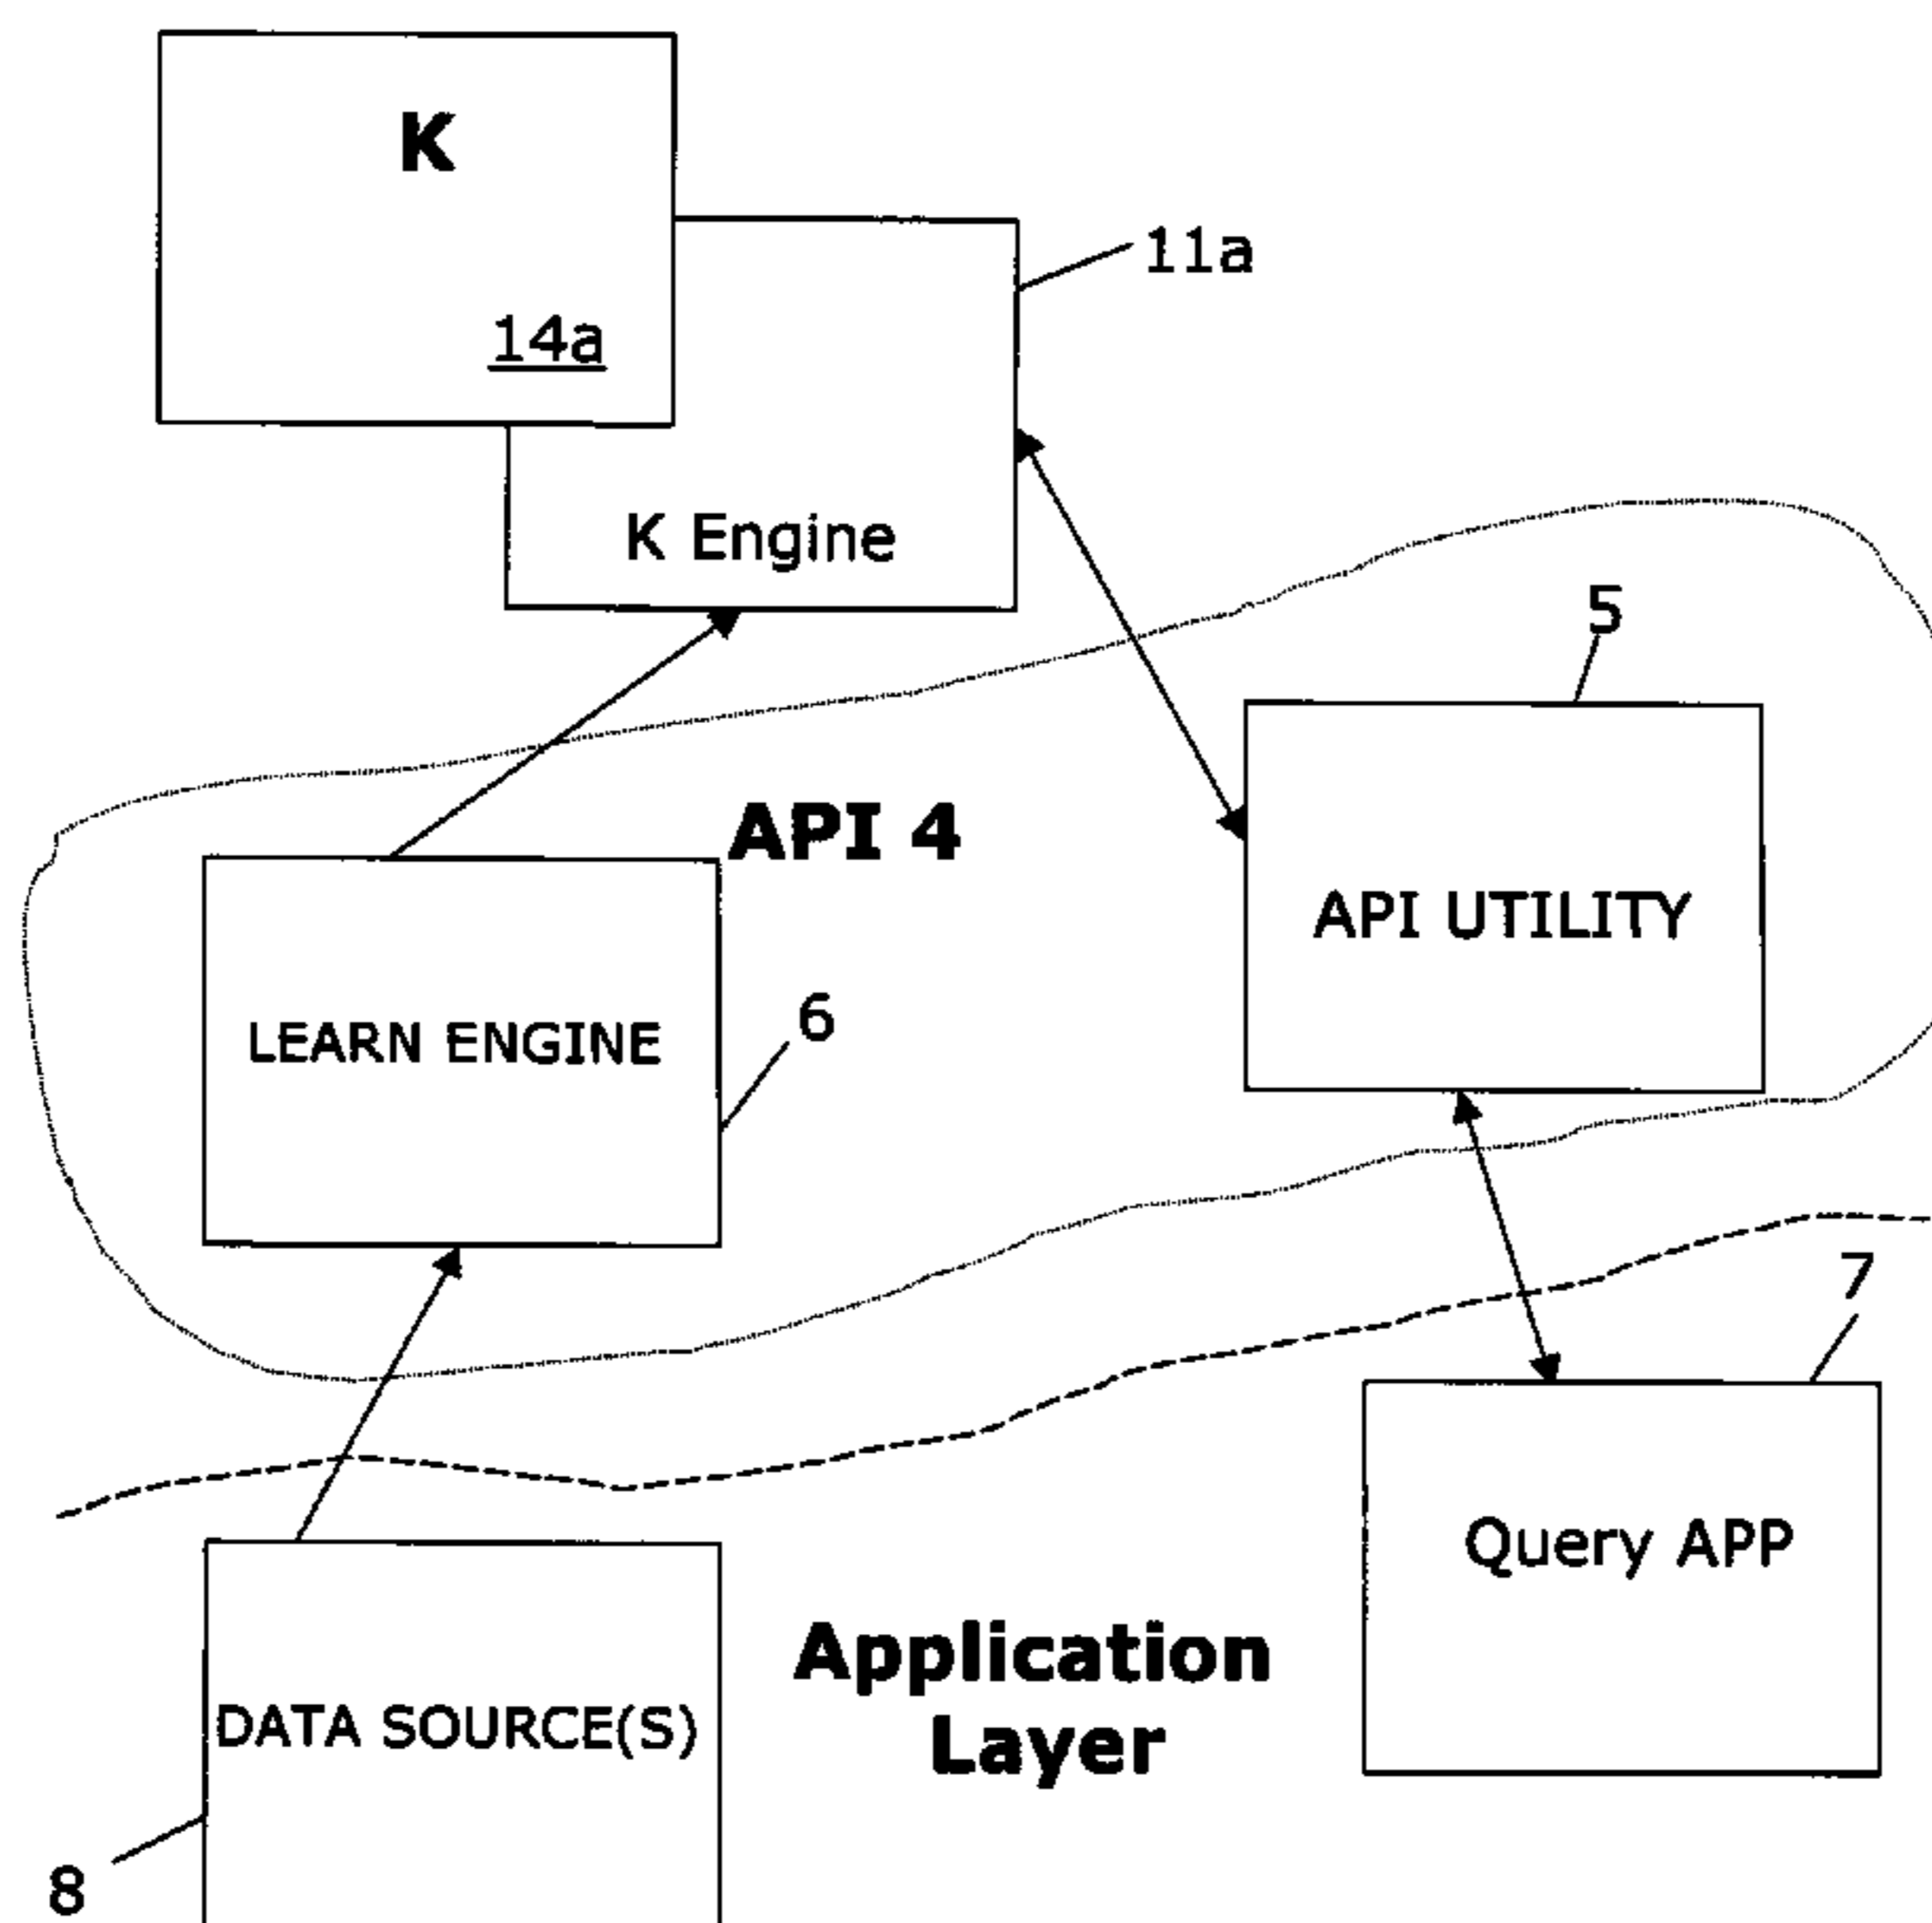 K
14a
11a
K Engine
5
API 4
API UTILITY
LEARN ENGINE
6
7
Query APP
Application
Layer
DATA SOURCE(S)
8